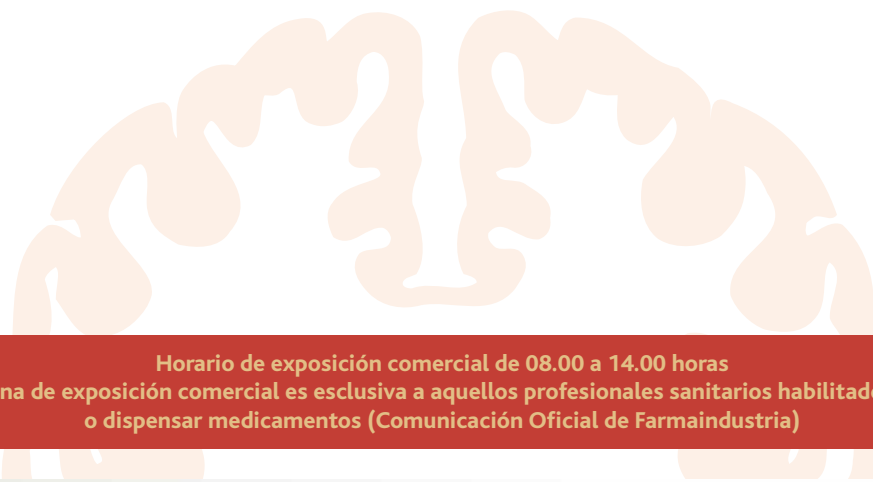 Horario de exposición comercial de 08.00 a 14.00 horas
na de exposición comercial es esclusiva a aquellos profesionales sanitarios habilitad
o dispensar medicamentos (Comunicación Oficial de Farmaindustria)